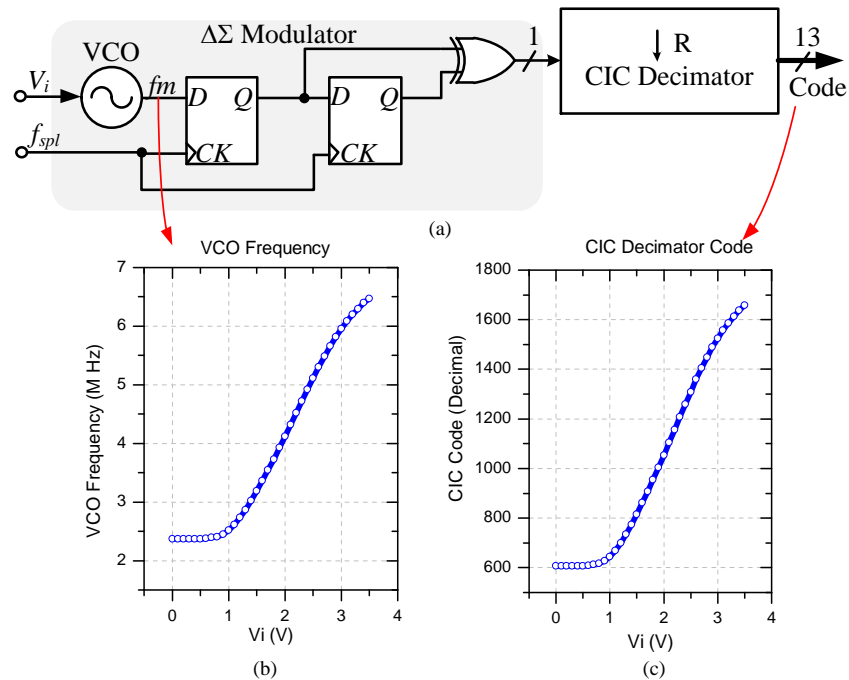 ΔΣ Modulator
VCO
V_i
fm
D Q
CK
D Q
CK
f_spl
1
↓ R
CIC Decimator
13
Code
(a)
VCO Frequency
VCO Frequency (M Hz)
7
6
5
4
3
2
0 1 2 3 4
Vi (V)
(b)
CIC Decimator Code
CIC Code (Decimal)
1800
1600
1400
1200
1000
800
600
0 1 2 3 4
Vi (V)
(c)